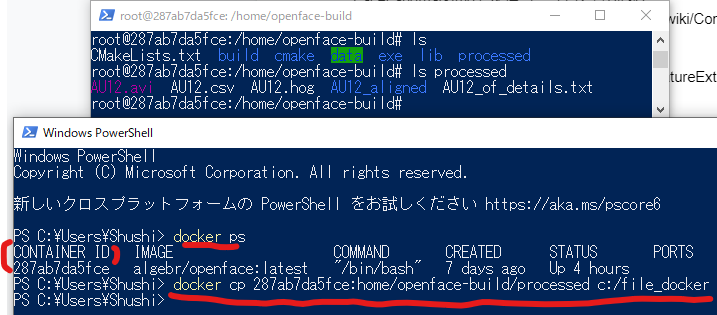 wiki/Cor
root@287ab7da5fce: /home/openface-build
root@287ab7da5fce:/home/openface-build# ls
CMakeLists.txt build cmake data exe lib processed
root@287ab7da5fce:/home/openface-build# ls processed
AU12.avi AU12.csv AU12.hog AU12_aligned AU12_of_details.txt
root@287ab7da5fce:/home/openface-build#
tureExt
Windows PowerShell
Windows PowerShell
Copyright (C) Microsoft Corporation. All rights reserved.
新しいクロスプラットフォームの PowerShell をお試しください https://aka.ms/pscore6
PS C:¥Users¥Shushi> docker ps
CONTAINER ID IMAGE COMMAND CREATED STATUS PORTS
287ab7da5fce algebr/openface:latest "/bin/bash" 7 days ago Up 4 hours
PS C:¥Users¥Shushi> docker cp 287ab7da5fce:home/openface-build/processed c:/file_docker
PS C:¥Users¥Shushi>